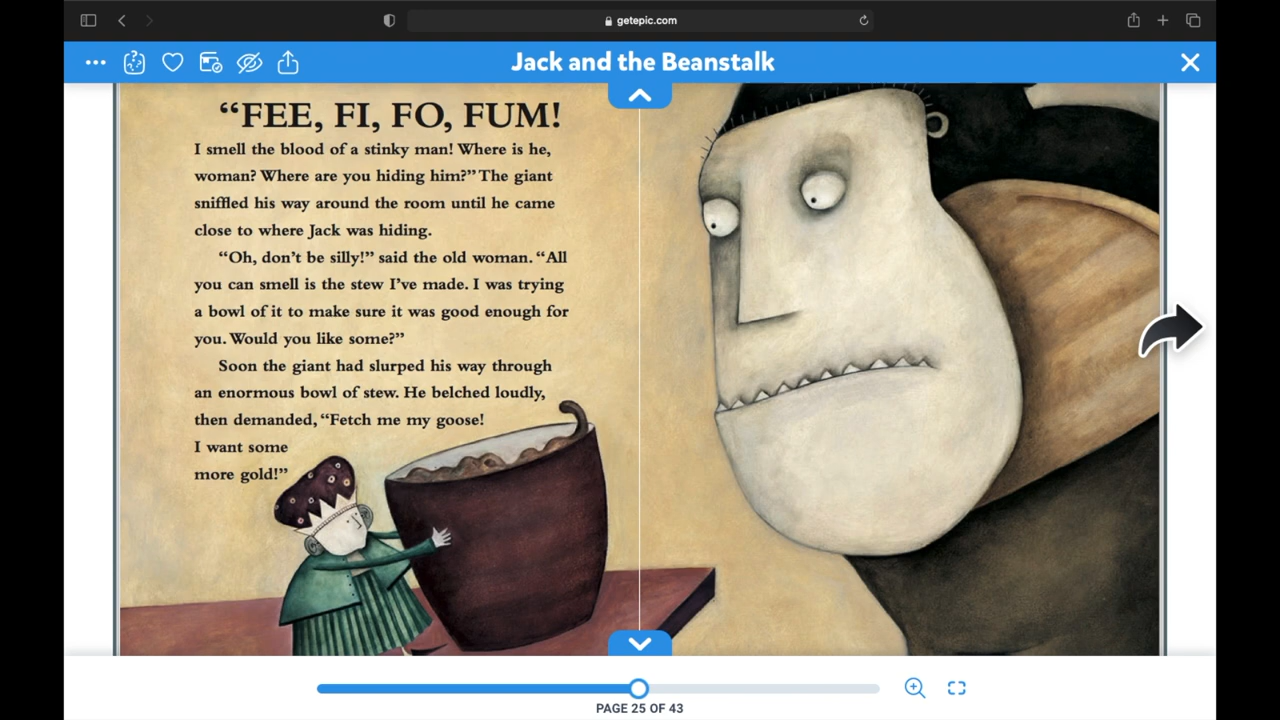 getepic.com
Jack and the Beanstalk
“FEE, FI, FO, FUM!
I smell the blood of a stinky man! Where is he,
woman? Where are you hiding him?” The giant
sniffled his way around the room until he came
close to where Jack was hiding.
“Oh, don’t be silly!” said the old woman. “All
you can smell is the stew I’ve made. I was trying
a bowl of it to make sure it was good enough for
you. Would you like some?”
Soon the giant had slurped his way through
an enormous bowl of stew. He belched loudly,
then demanded, “Fetch me my goose!
I want some
more gold!”
PAGE 25 OF 43